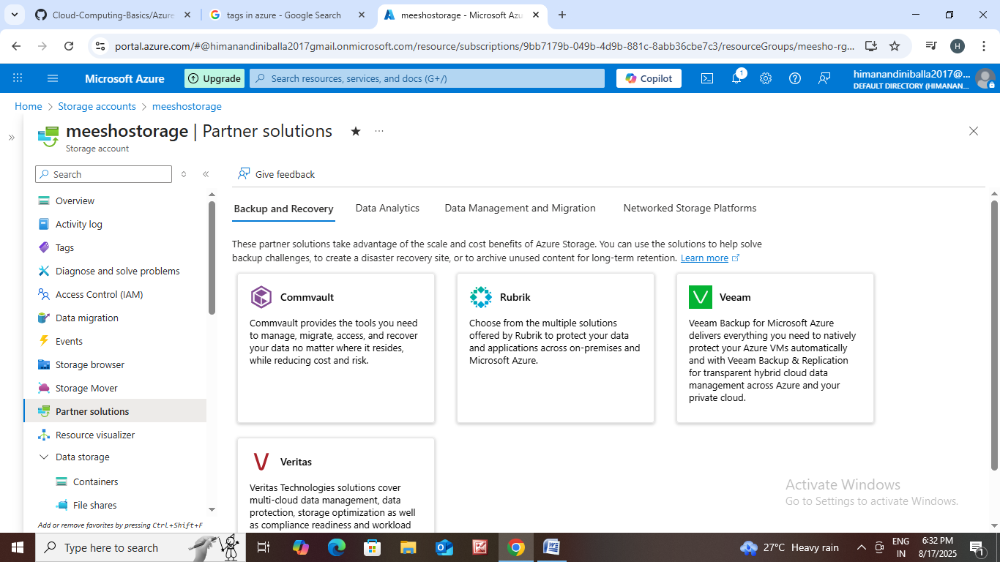 Cloud-Computing-Basics/Azure
tags in azure - Google Search
meeshostorage - Microsoft Azu
portal.azure.com/#@himanandiniballa2017gmail.onmicrosoft.com/resource/subscriptions/9bb7179b-049b-4d9b-881c-8abb36cbe7c3/resourceGroups/meesho-rg...
H
Microsoft Azure
Upgrade
Search resources, services, and docs (G+/)
Copilot
1
himanandiniballa2017@...
DEFAULT DIRECTORY (HIMANAN...
Home > Storage accounts > meeshostorage
meeshostorage | Partner solutions
Storage account
Search
Overview
Activity log
Tags
Diagnose and solve problems
Access Control (IAM)
Data migration
Events
Storage browser
Storage Mover
Partner solutions
Resource visualizer
Data storage
Containers
File shares
Add or remove favorites by pressing Ctrl+Shift+F
Give feedback
Backup and Recovery
Data Analytics
Data Management and Migration
Networked Storage Platforms
These partner solutions take advantage of the scale and cost benefits of Azure Storage. You can use the solutions to help solve
backup challenges, to create a disaster recovery site, or to archive unused content for long-term retention. Learn more
Commvault
Commvault provides the tools you need
to manage, migrate, access, and recover
your data no matter where it resides,
while reducing cost and risk.
Rubrik
Choose from the multiple solutions
offered by Rubrik to protect your data
and applications across on-premises and
Microsoft Azure.
Veeam
Veeam Backup for Microsoft Azure
delivers everything you need to natively
protect your Azure VMs automatically
and with Veeam Backup & Replication
for transparent hybrid cloud data
management across Azure and your
private cloud.
Veritas
Veritas Technologies solutions cover
multi-cloud data management, data
protection, storage optimization as well
as compliance readiness and workload
Activate Windows
Go to Settings to activate Windows.
Type here to search
27°C Heavy rain
ENG
IN
6:32 PM
8/17/2025
1